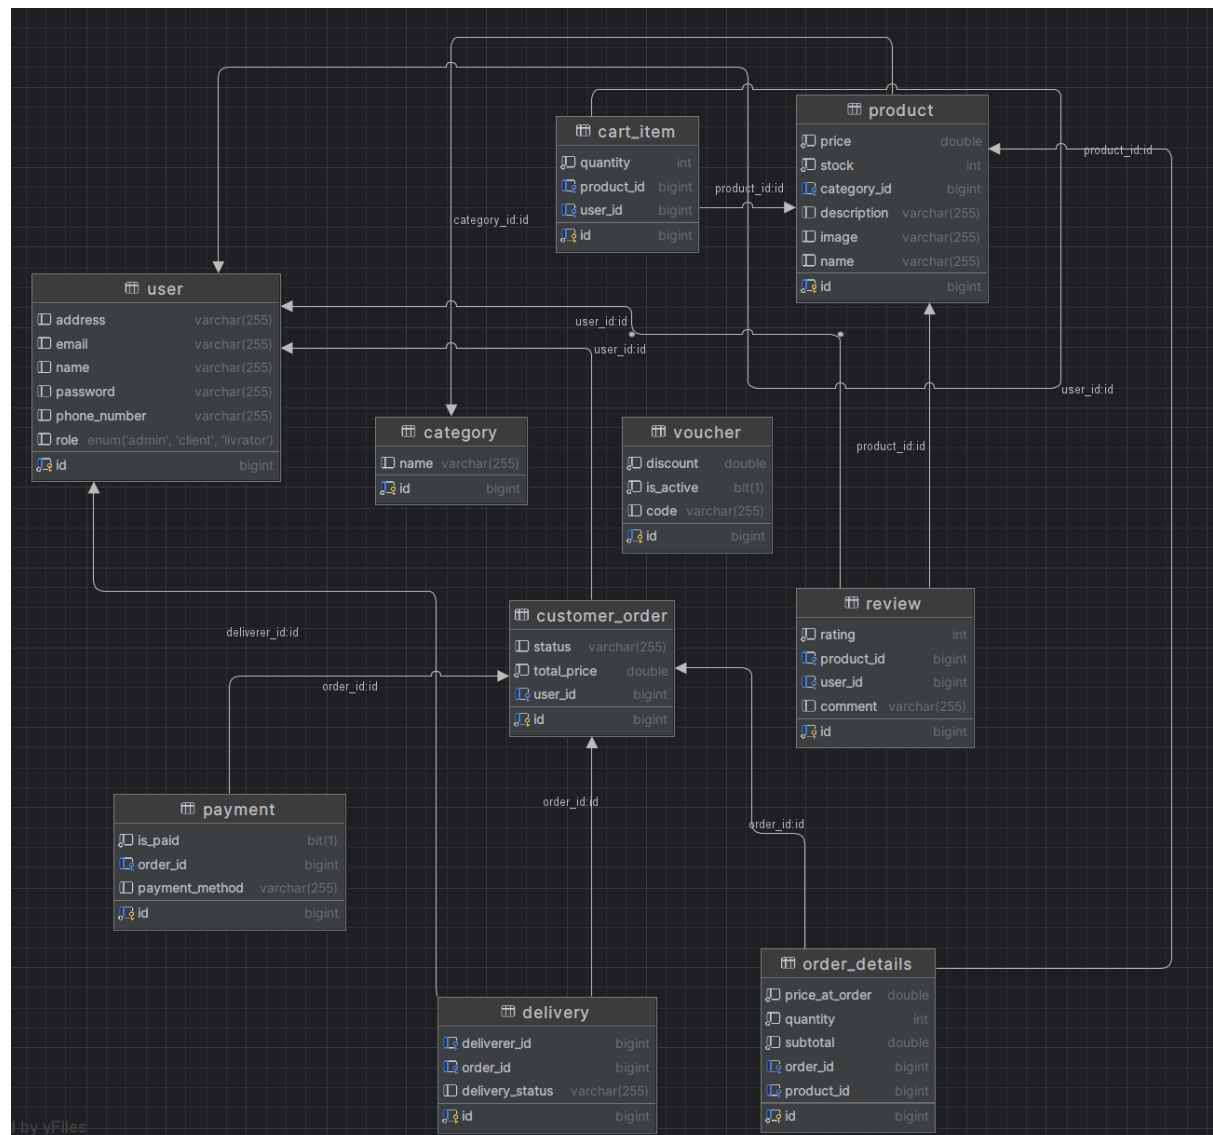 product
price double
stock int
category_id bigint
description varchar(255)
image varchar(255)
name varchar(255)
id bigint
cart_item
quantity int
product_id bigint
user_id bigint
id bigint
product_id:id
product_id:id
category_id:id
user
address varchar(255)
email varchar(255)
name varchar(255)
password varchar(255)
phone_number varchar(255)
role enum('admin', 'client', 'livrator')
id bigint
user_id:id
user_id:id
user_id:id
category
name varchar(255)
id bigint
voucher
discount double
is_active bit(1)
code varchar(255)
id bigint
product_id:id
customer_order
status varchar(255)
total_price double
user_id bigint
id bigint
review
rating int
product_id bigint
user_id bigint
comment varchar(255)
id bigint
deliverer_id:id
order_id:id
payment
is_paid bit(1)
order_id bigint
payment_method varchar(255)
id bigint
order_id:id
order_id:id
delivery
deliverer_id bigint
order_id bigint
delivery_status varchar(255)
id bigint
order_details
price_at_order double
quantity int
subtotal double
order_id bigint
product_id bigint
id bigint
by yFiles